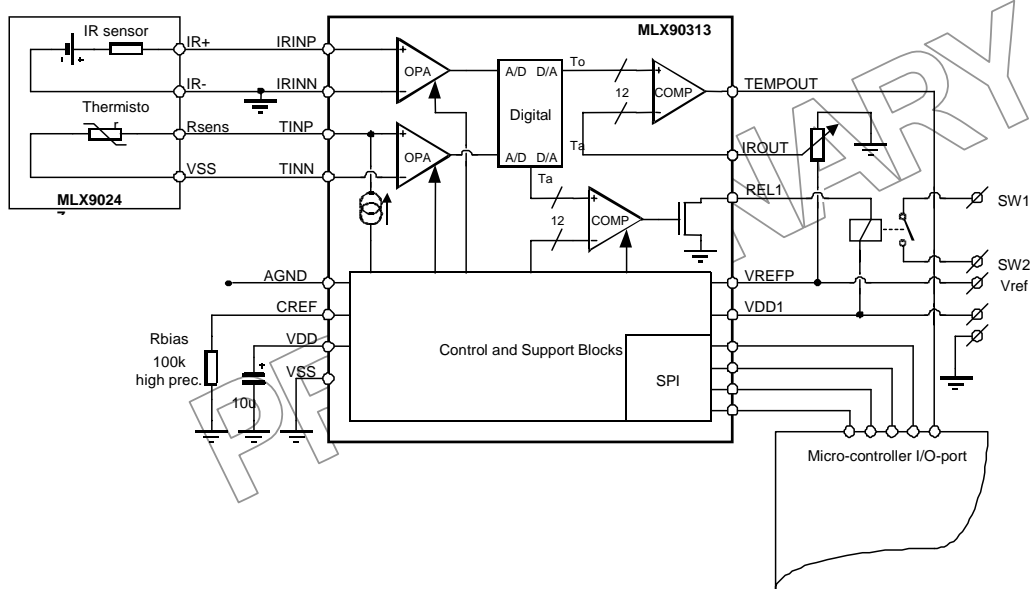 IR sensor
IR+
IRINP
MLX90313
OPA
A/D D/A
To
12
COMP
TEMPOUT
IR-
IRINN
Digital
Thermisto
r
Rsens
TINP
OPA
A/D D/A
Ta
IROUT
VSS
TINN
Ta
12
COMP
REL1
MLX9024
SW1
SW2
AGND
VREFP
Vref
CREF
VDD1
Rbias
100k
high prec.
VDD
10u
VSS
Control and Support Blocks
SPI
Micro-controller I/O-port
PRELIMINARY